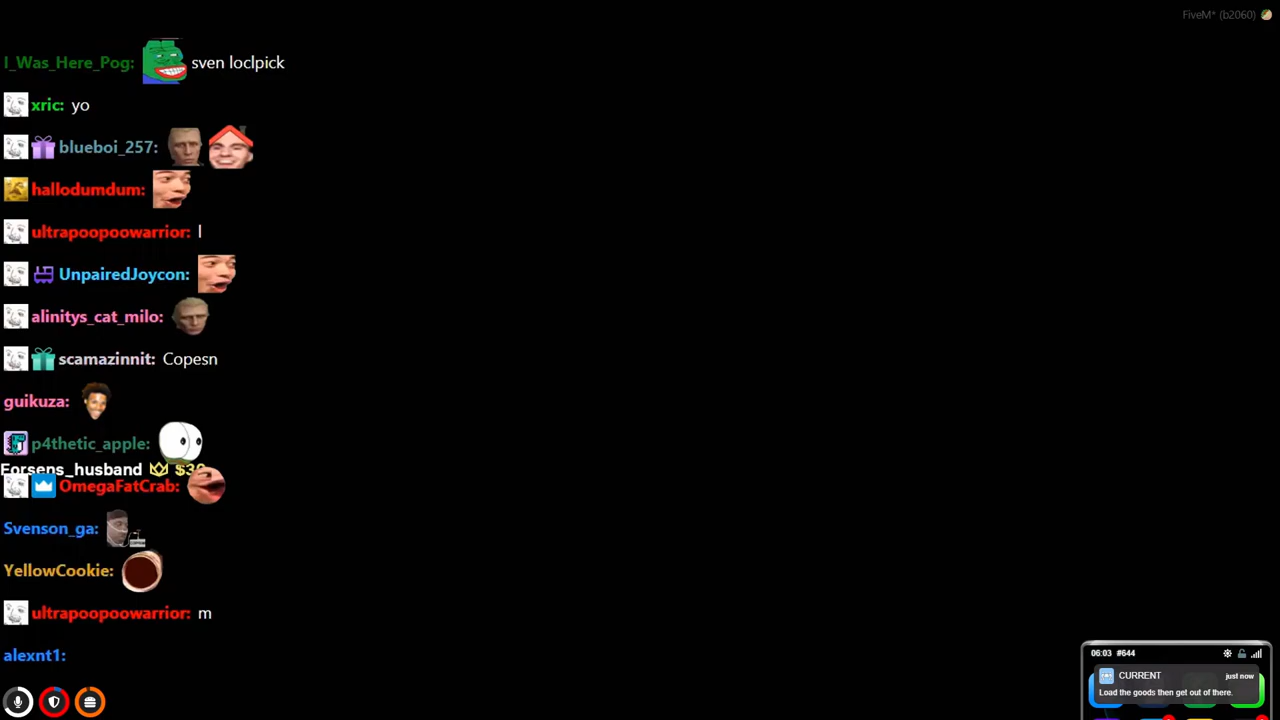 FiveM* (b2060)
I_Was_Here_Pog: sven loclpick
xric: yo
blueboi_257:
hallodumdum:
ultrapoopoowarrior: l
UnpairedJoycon:
alinitys_cat_milo:
scamazinnit: Copesn
guikuza:
p4thetic_apple:
Forsens_husband
OmegaFatCrab:
Svenson_ga:
YellowCookie:
ultrapoopoowarrior: m
alexnt1:
06:03 #644
CURRENT just now
Load the goods then get out of there.